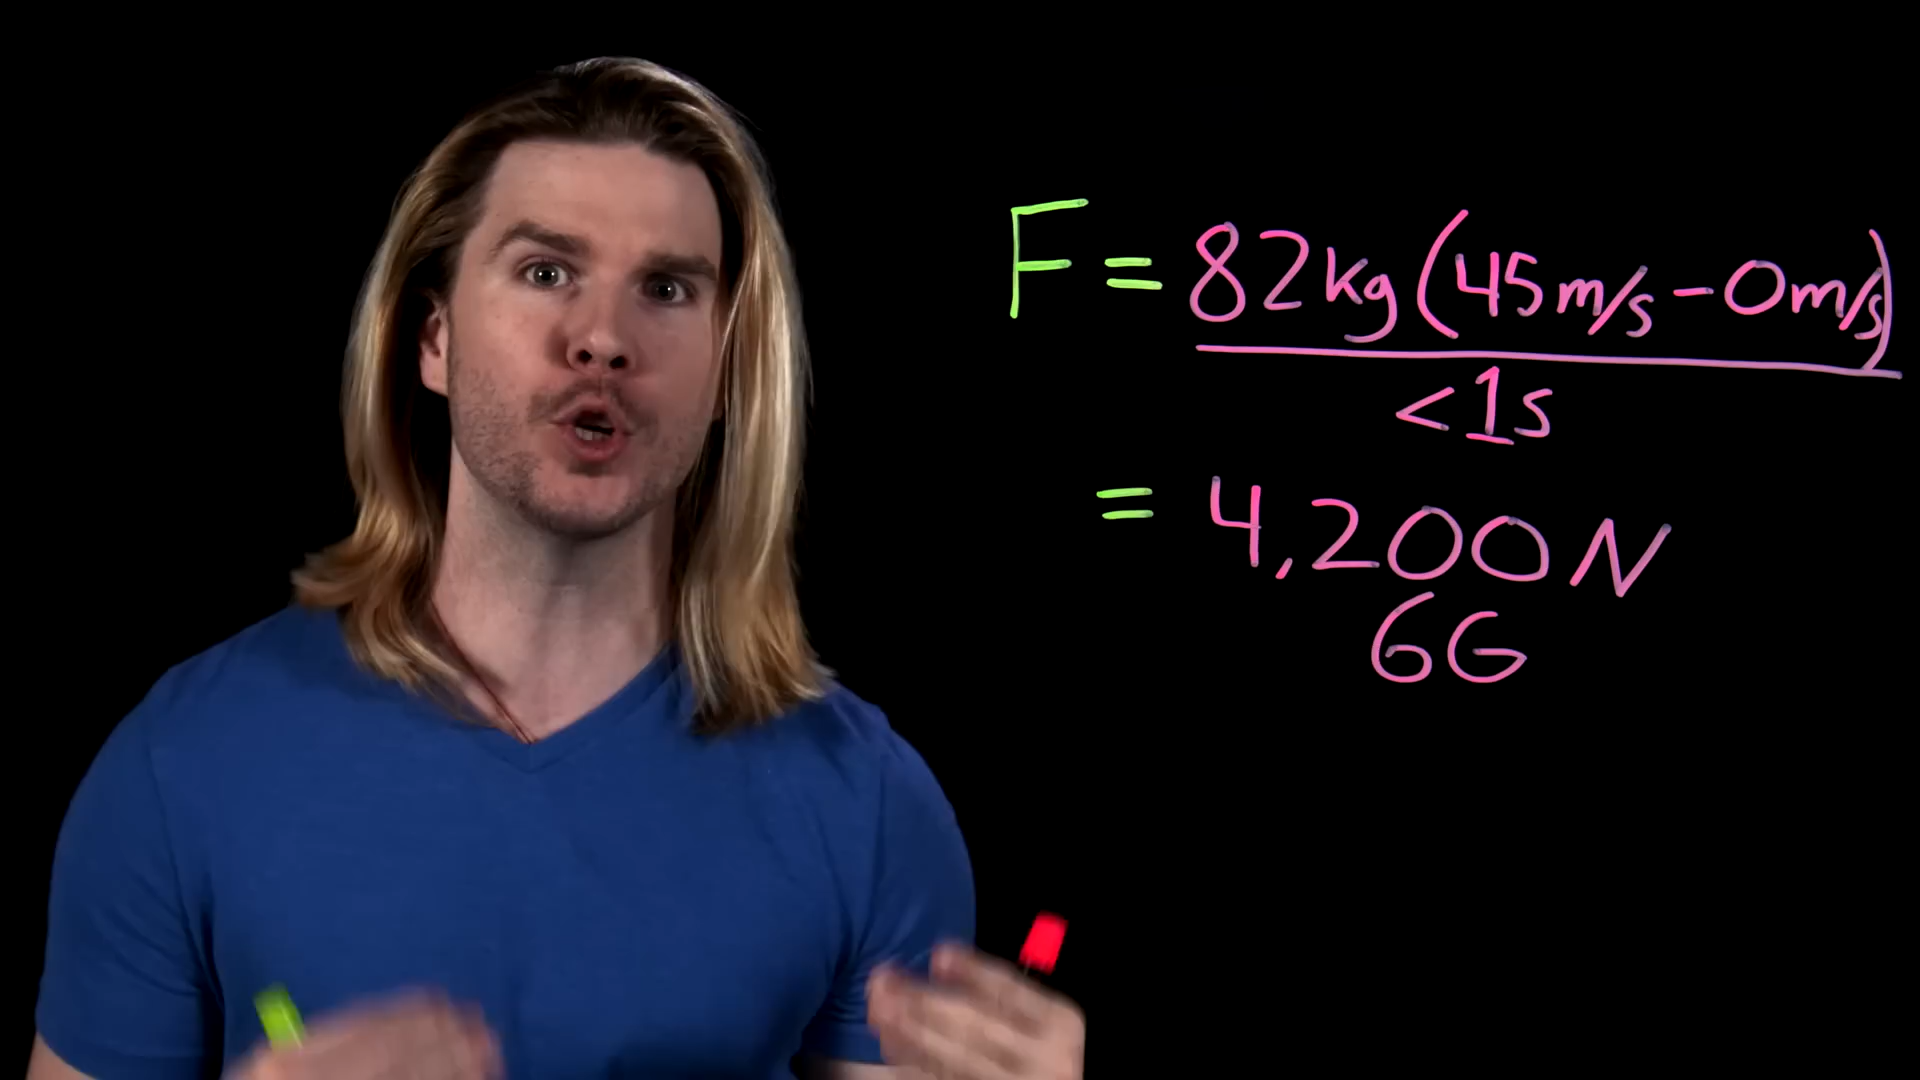 F = 82kg(45m/s - 0m/s)
<1s
= 4,200N
6G